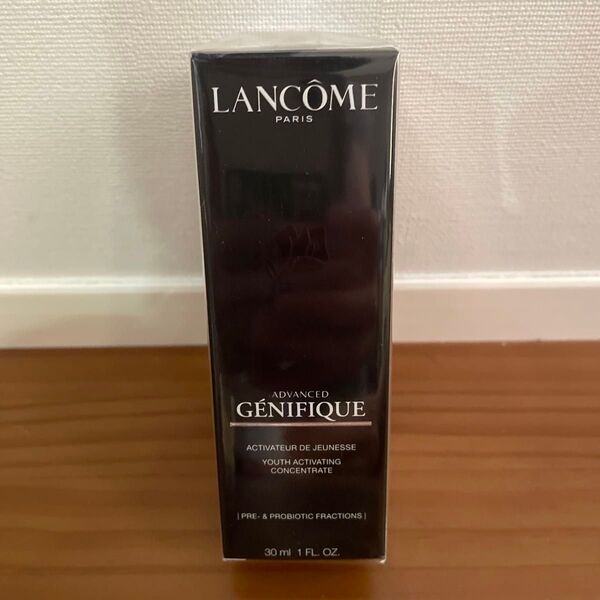 LANCÔME
PARIS
ADVANCED
GÉNIFIQUE
ACTIVATEUR DE JEUNESSE
YOUTH ACTIVATING
CONCENTRATE
| PRE- & PROBIOTIC FRACTIONS |
30 ml 1 FL. OZ.